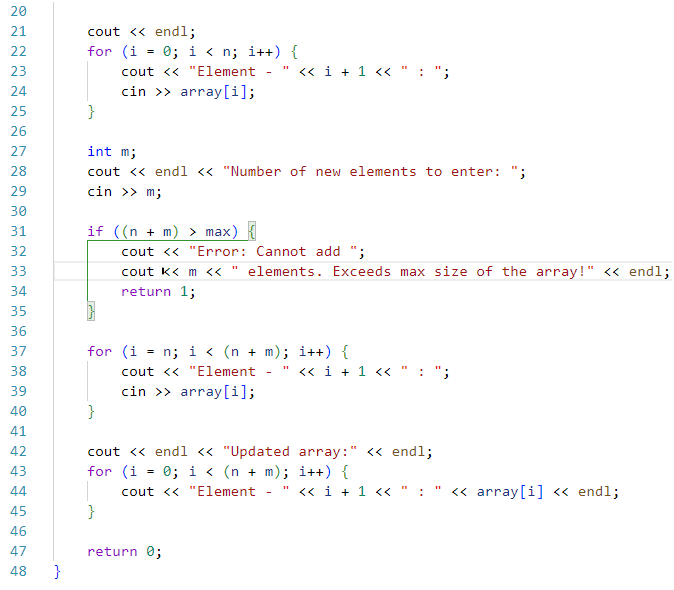 20
21     cout << endl;
22     for (i = 0; i < n; i++) {
23         cout << "Element - " << i + 1 << " : ";
24         cin >> array[i];
25     }
26
27     int m;
28     cout << endl << "Number of new elements to enter: ";
29     cin >> m;
30
31     if ((n + m) > max) {
32         cout << "Error: Cannot add ";
33         cout << m << " elements. Exceeds max size of the array!" << endl;
34         return 1;
35     }
36
37     for (i = n; i < (n + m); i++) {
38         cout << "Element - " << i + 1 << " : ";
39         cin >> array[i];
40     }
41
42     cout << endl << "Updated array:" << endl;
43     for (i = 0; i < (n + m); i++) {
44         cout << "Element - " << i + 1 << " : " << array[i] << endl;
45     }
46
47     return 0;
48 }